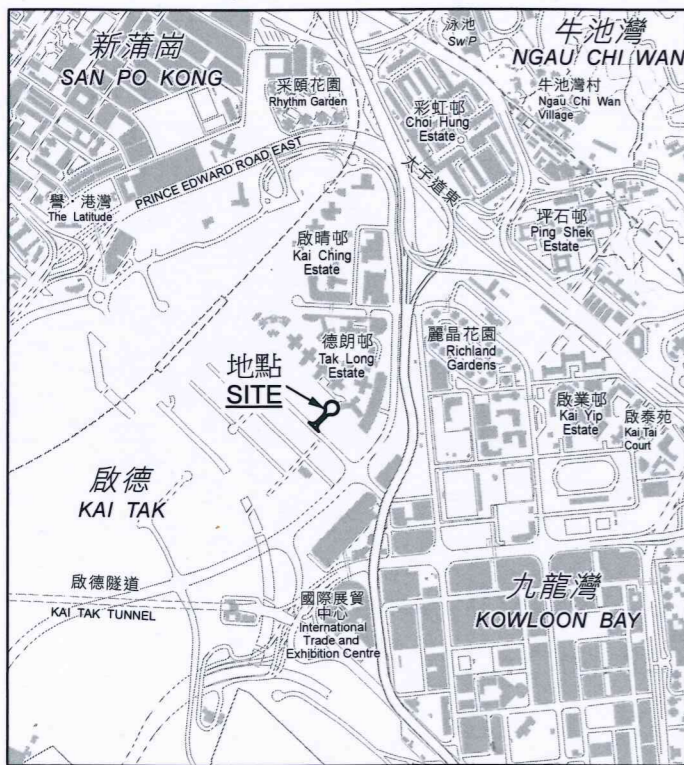 新蒲崗
SAN PO KONG
采頤花園
Rhythm Garden
泳池
Sw P
牛池灣
NGAU CHI WAN
牛池灣村
Ngau Chi Wan
Village
彩虹邨
Choi Hung
Estate
PRINCE EDWARD ROAD EAST
太子道東
譽．港灣
The Latitude
坪石邨
Ping Shek
Estate
啟晴邨
Kai Ching
Estate
德朗邨
Tak Long
Estate
麗晶花園
Richland
Gardens
地點
SITE
啟業邨
Kai Yip
Estate
啟泰苑
Kai Tai
Court
啟德
KAI TAK
啟德隧道
KAI TAK TUNNEL
國際展貿
中心
International
Trade and
Exhibition Centre
九龍灣
KOWLOON BAY